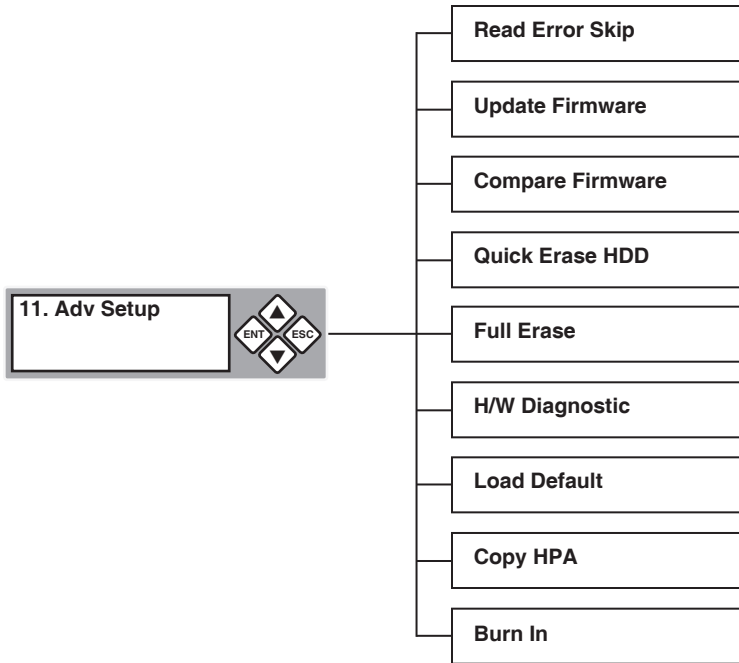 Read Error Skip
Update Firmware
Compare Firmware
Quick Erase HDD
11. Adv Setup
ENT
ESC
Full Erase
H/W Diagnostic
Load Default
Copy HPA
Burn In